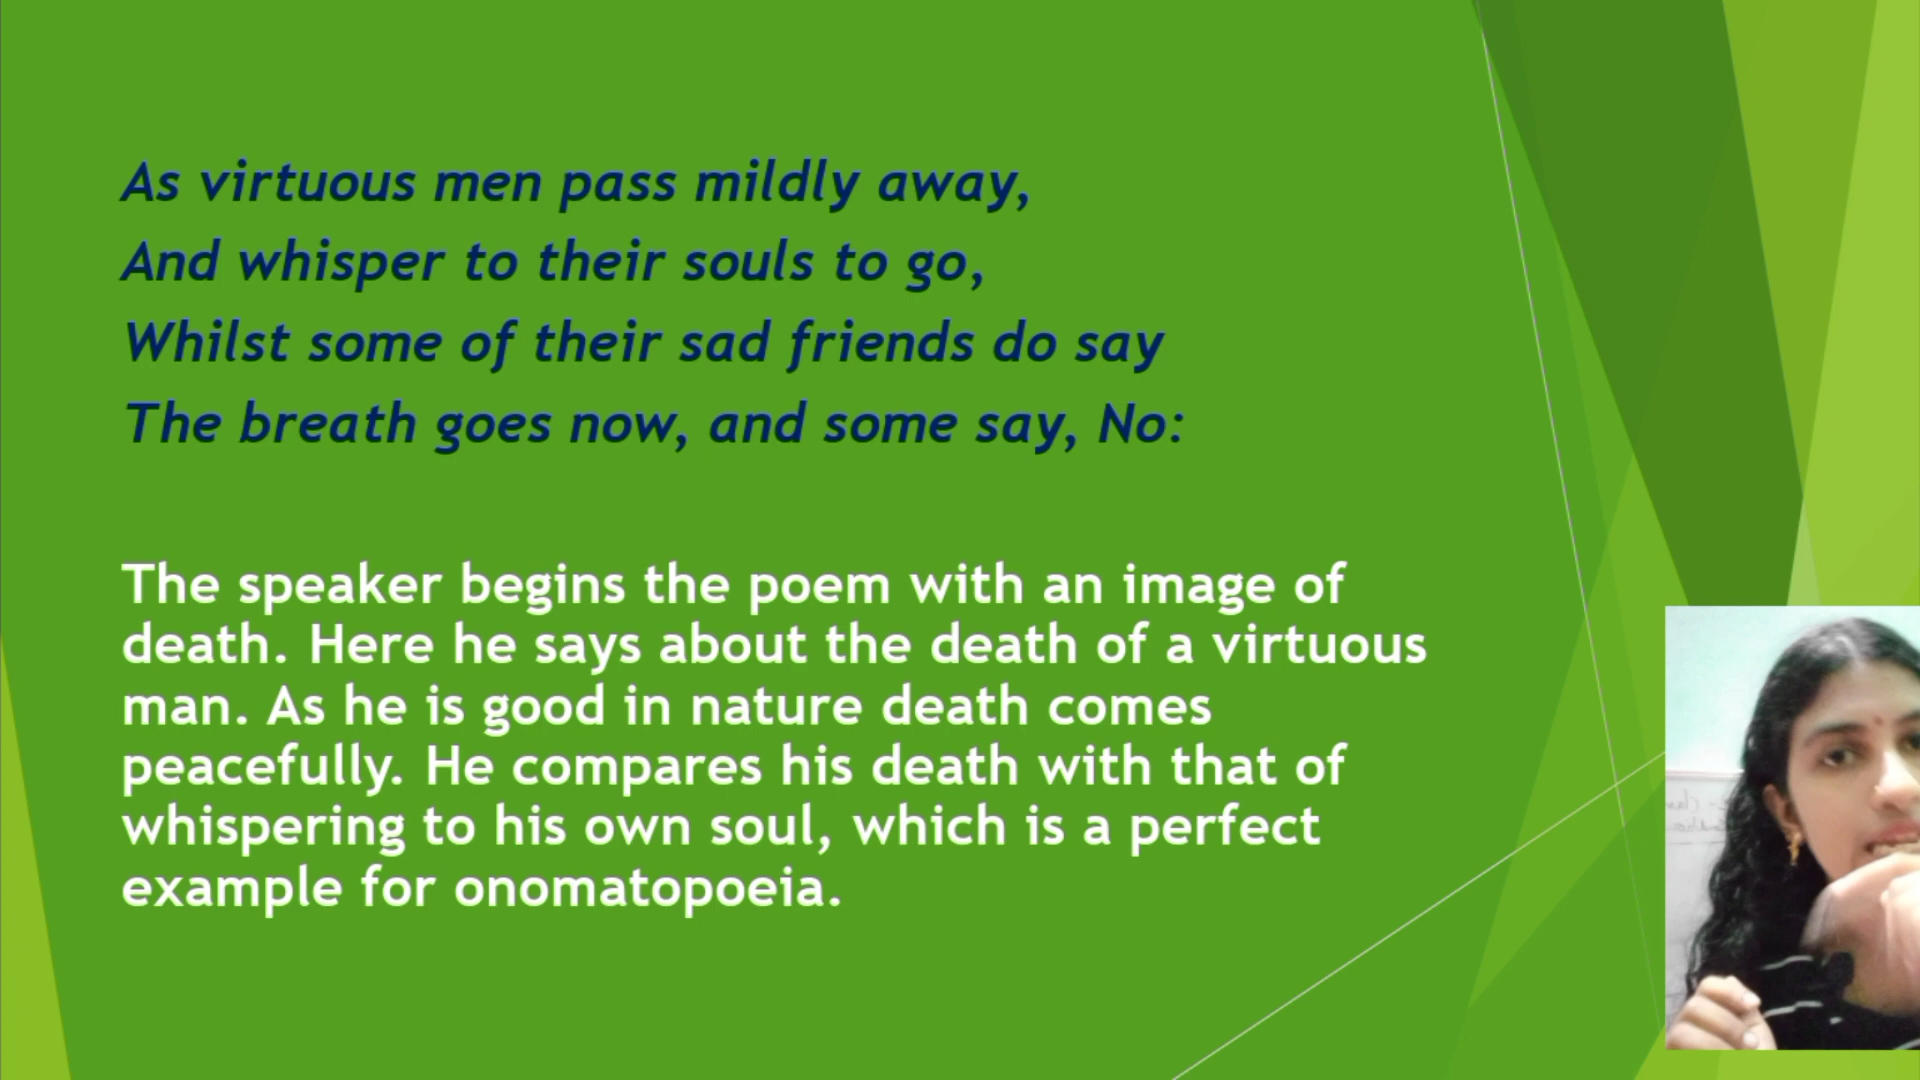 As virtuous men pass mildly away,
And whisper to their souls to go,
Whilst some of their sad friends do say
The breath goes now, and some say, No:
The speaker begins the poem with an image of
death. Here he says about the death of a virtuous
man. As he is good in nature death comes
peacefully. He compares his death with that of
whispering to his own soul, which is a perfect
example for onomatopoeia.